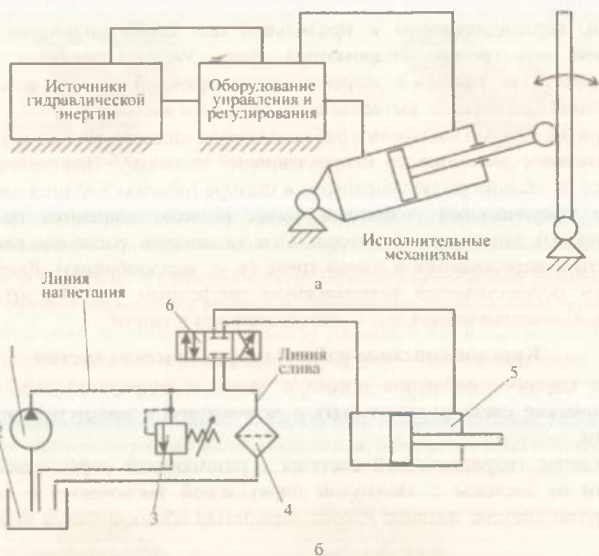 Источники
гидравлической
энергии
Оборудование
управления и
регулирования
Исполнительные
механизмы
а
Линия
нагнетания
6
Линия
слива
5
3
4
б